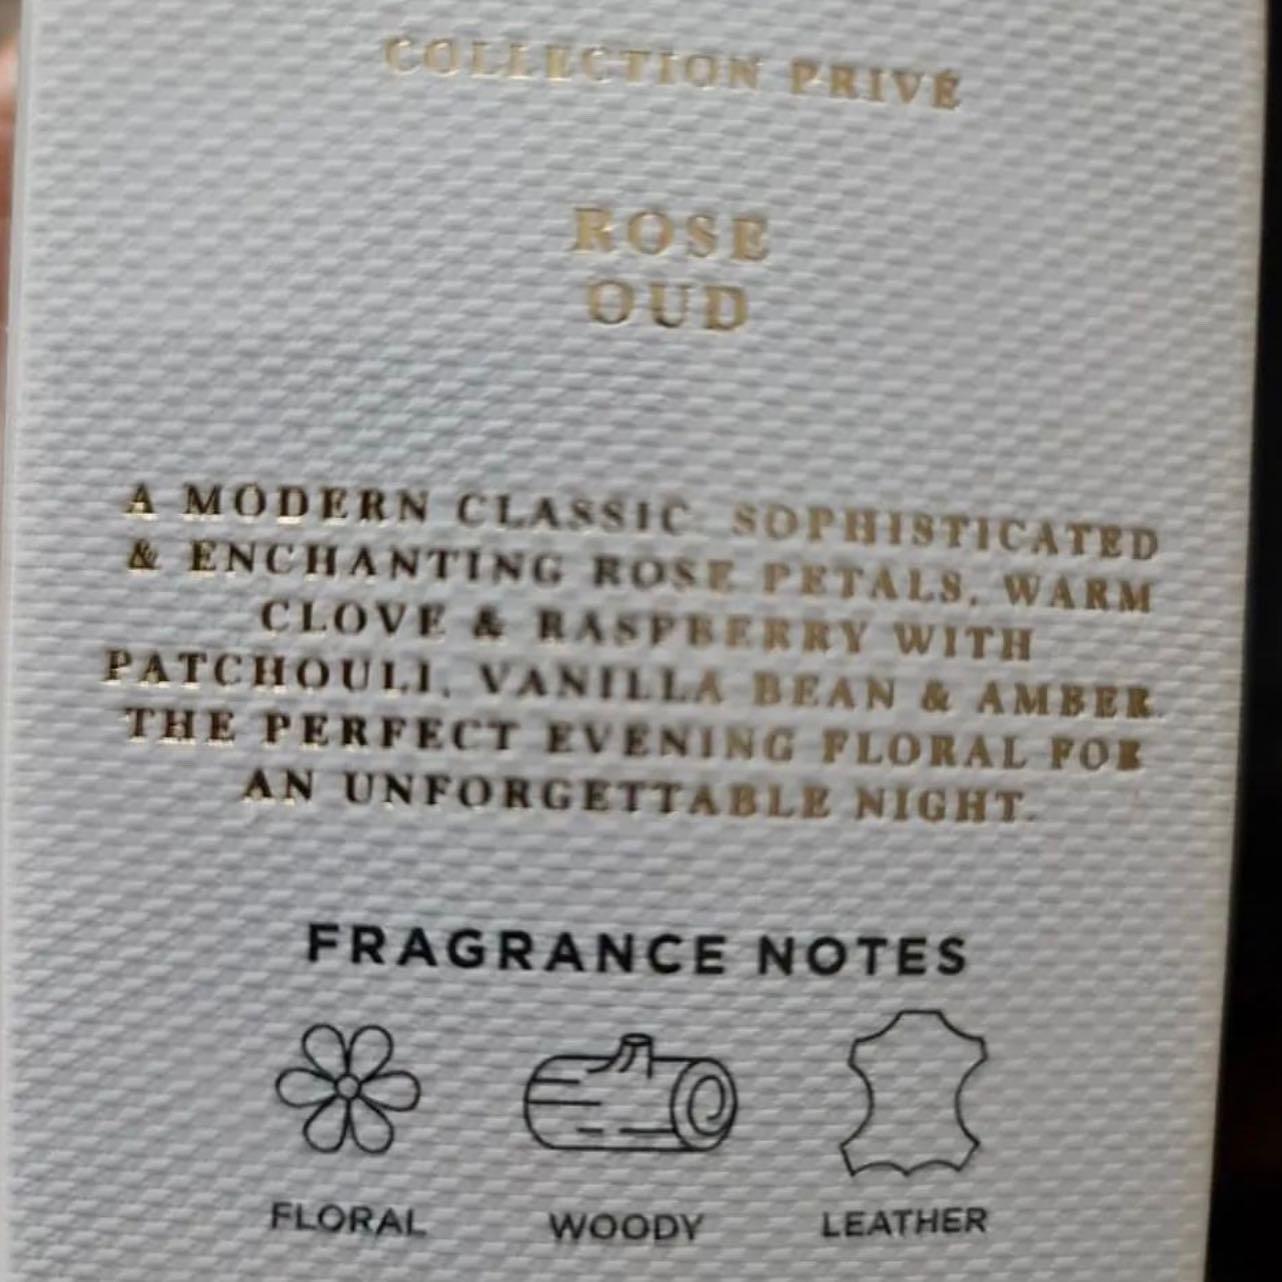 COLLECTION PRIVÉ
ROSE
OUD
A MODERN CLASSIC. SOPHISTICATED
& ENCHANTING ROSE PETALS, WARM
CLOVE & RASPBERRY WITH
PATCHOULI, VANILLA BEAN & AMBER.
THE PERFECT EVENING FLORAL FOR
AN UNFORGETTABLE NIGHT.
FRAGRANCE NOTES
FLORAL WOODY LEATHER